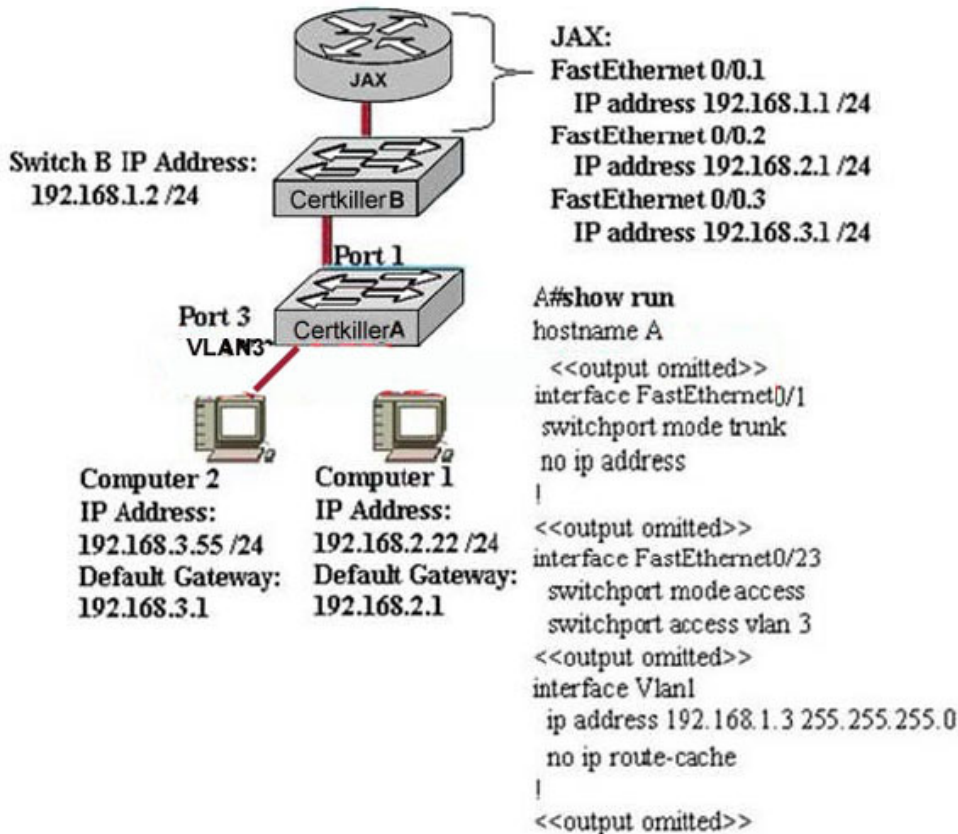 JAX
JAX:
FastEthernet 0/0.1
IP address 192.168.1.1 /24
FastEthernet 0/0.2
IP address 192.168.2.1 /24
FastEthernet 0/0.3
IP address 192.168.3.1 /24
Switch B IP Address:
192.168.1.2 /24
Certkiller B
Port 1
Port 3
VLAN3
Certkiller A
Computer 2
IP Address:
192.168.3.55 /24
Default Gateway:
192.168.3.1
Computer 1
IP Address:
192.168.2.22 /24
Default Gateway:
192.168.2.1
A#show run
hostname A
<<output omitted>>
interface FastEthernet0/1
switchport mode trunk
no ip address
!
<<output omitted>>
interface FastEthernet0/23
switchport mode access
switchport access vlan 3
<<output omitted>>
interface Vlan1
ip address 192.168.1.3 255.255.255.0
no ip route-cache
!
<<output omitted>>